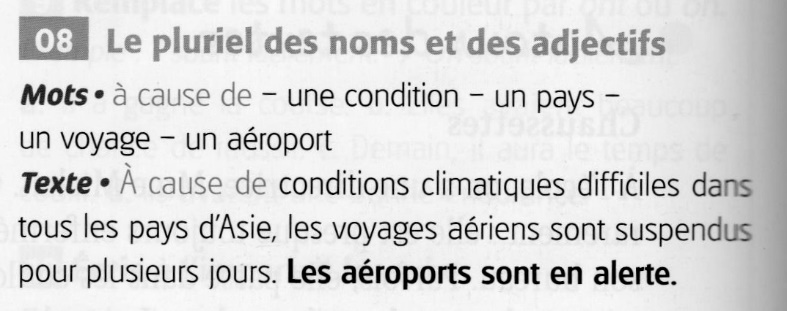 08 Le pluriel des noms et des adjectifs
Mots • à cause de – une condition – un pays –
un voyage – un aéroport
Texte • À cause de conditions climatiques difficiles dans
tous les pays d'Asie, les voyages aériens sont suspendus
pour plusieurs jours. Les aéroports sont en alerte.